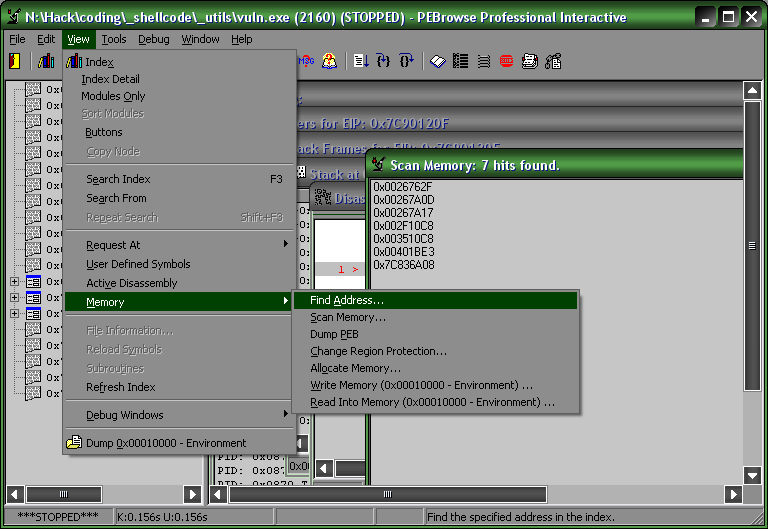 N:\Hack\coding\_shellcode\_utils\vuln.exe (2160) (STOPPED) - PEBrowse Professional Interactive
File Edit View Tools Debug Window Help
Index
Index Detail
Modules Only
Sort Modules
Buttons
Copy Node
Search Index F3
Search From
Repeat Search Shift+F3
Request At
User Defined Symbols
Active Disassembly
Memory
File Information...
Reload Symbols
Subroutines
Refresh Index
Debug Windows
Dump 0x00010000 - Environment
Find Address...
Scan Memory...
Dump PEB
Change Region Protection...
Allocate Memory...
Write Memory (0x00010000 - Environment) ...
Read Into Memory (0x00010000 - Environment) ...
ers for EIP: 0x7C90120F
ack Frames for EIP: 0x7C90120F
Stack at
Disas
1 >
Scan Memory: 7 hits found.
0x0026762F
0x00267A0D
0x00267A17
0x002F10C8
0x003510C8
0x00401BE3
0x7C836A08
PID: 0x087
PID: 0x0870 T
***STOPPED*** K:0.156s U:0.156s
Find the specified address in the index.